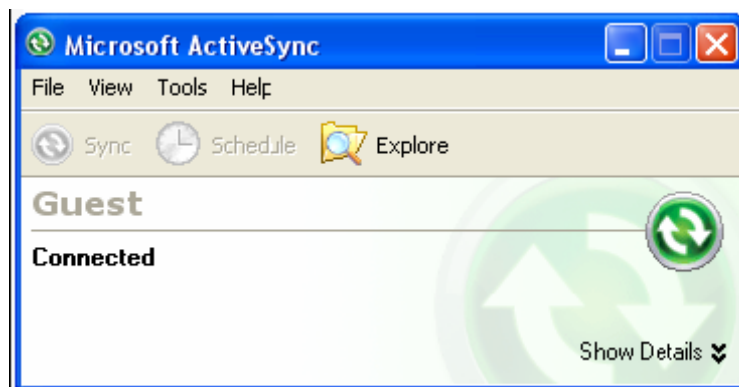 Microsoft ActiveSync
File View Tools Help
Sync Schedule Explore
Guest
Connected
Show Details